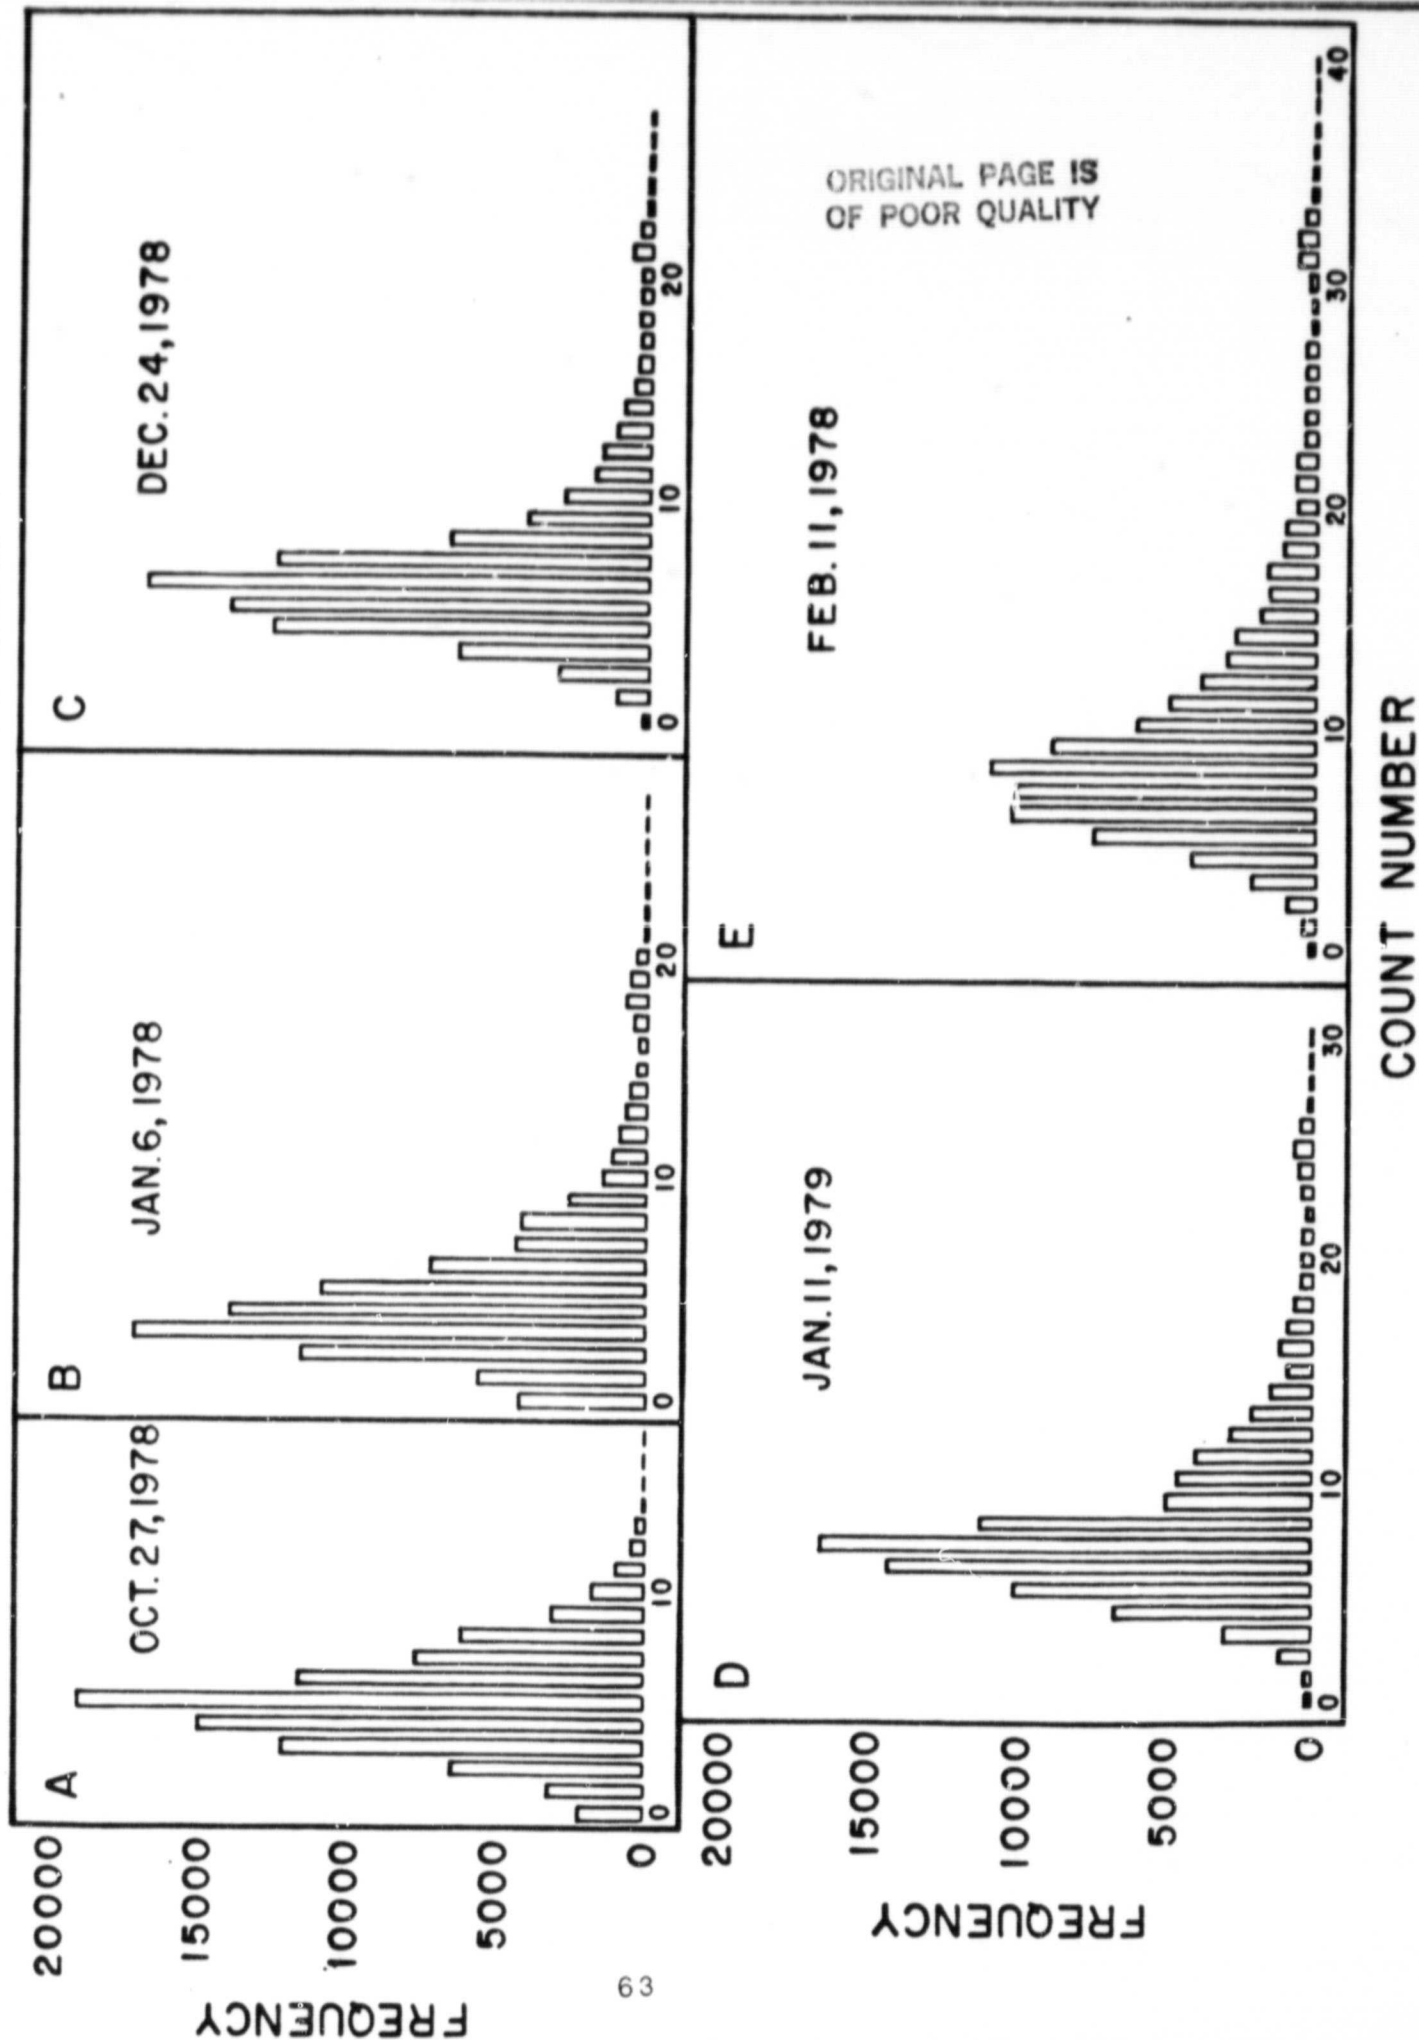 FREQUENCY
20000
15000
10000
5000
0
A
OCT. 27, 1978
0
10
B
JAN. 6, 1978
0
10
20
C
DEC. 24, 1978
0
10
20
FREQUENCY
20000
15000
10000
5000
0
D
JAN. 11, 1979
0
10
20
30
E
FEB. 11, 1978
0
10
20
30
40
COUNT NUMBER
ORIGINAL PAGE IS
OF POOR QUALITY
63